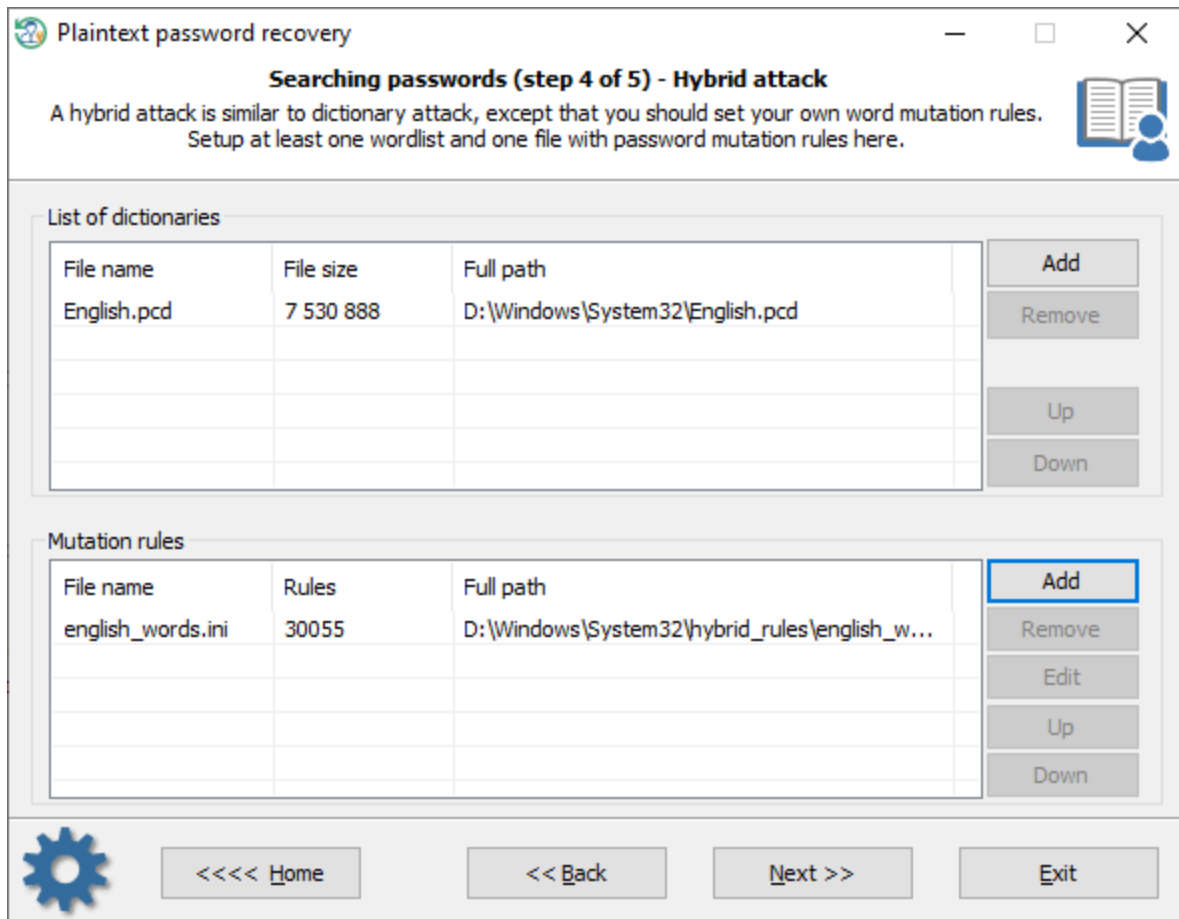 Plaintext password recovery
Searching passwords (step 4 of 5) - Hybrid attack
A hybrid attack is similar to dictionary attack, except that you should set your own word mutation rules.
Setup at least one wordlist and one file with password mutation rules here.
List of dictionaries
File name File size Full path
English.pcd 7 530 888 D:\Windows\System32\English.pcd
Add
Remove
Up
Down
Mutation rules
File name Rules Full path
english_words.ini 30055 D:\Windows\System32\hybrid_rules\english_w...
Add
Remove
Edit
Up
Down
<<<< Home << Back Next >> Exit